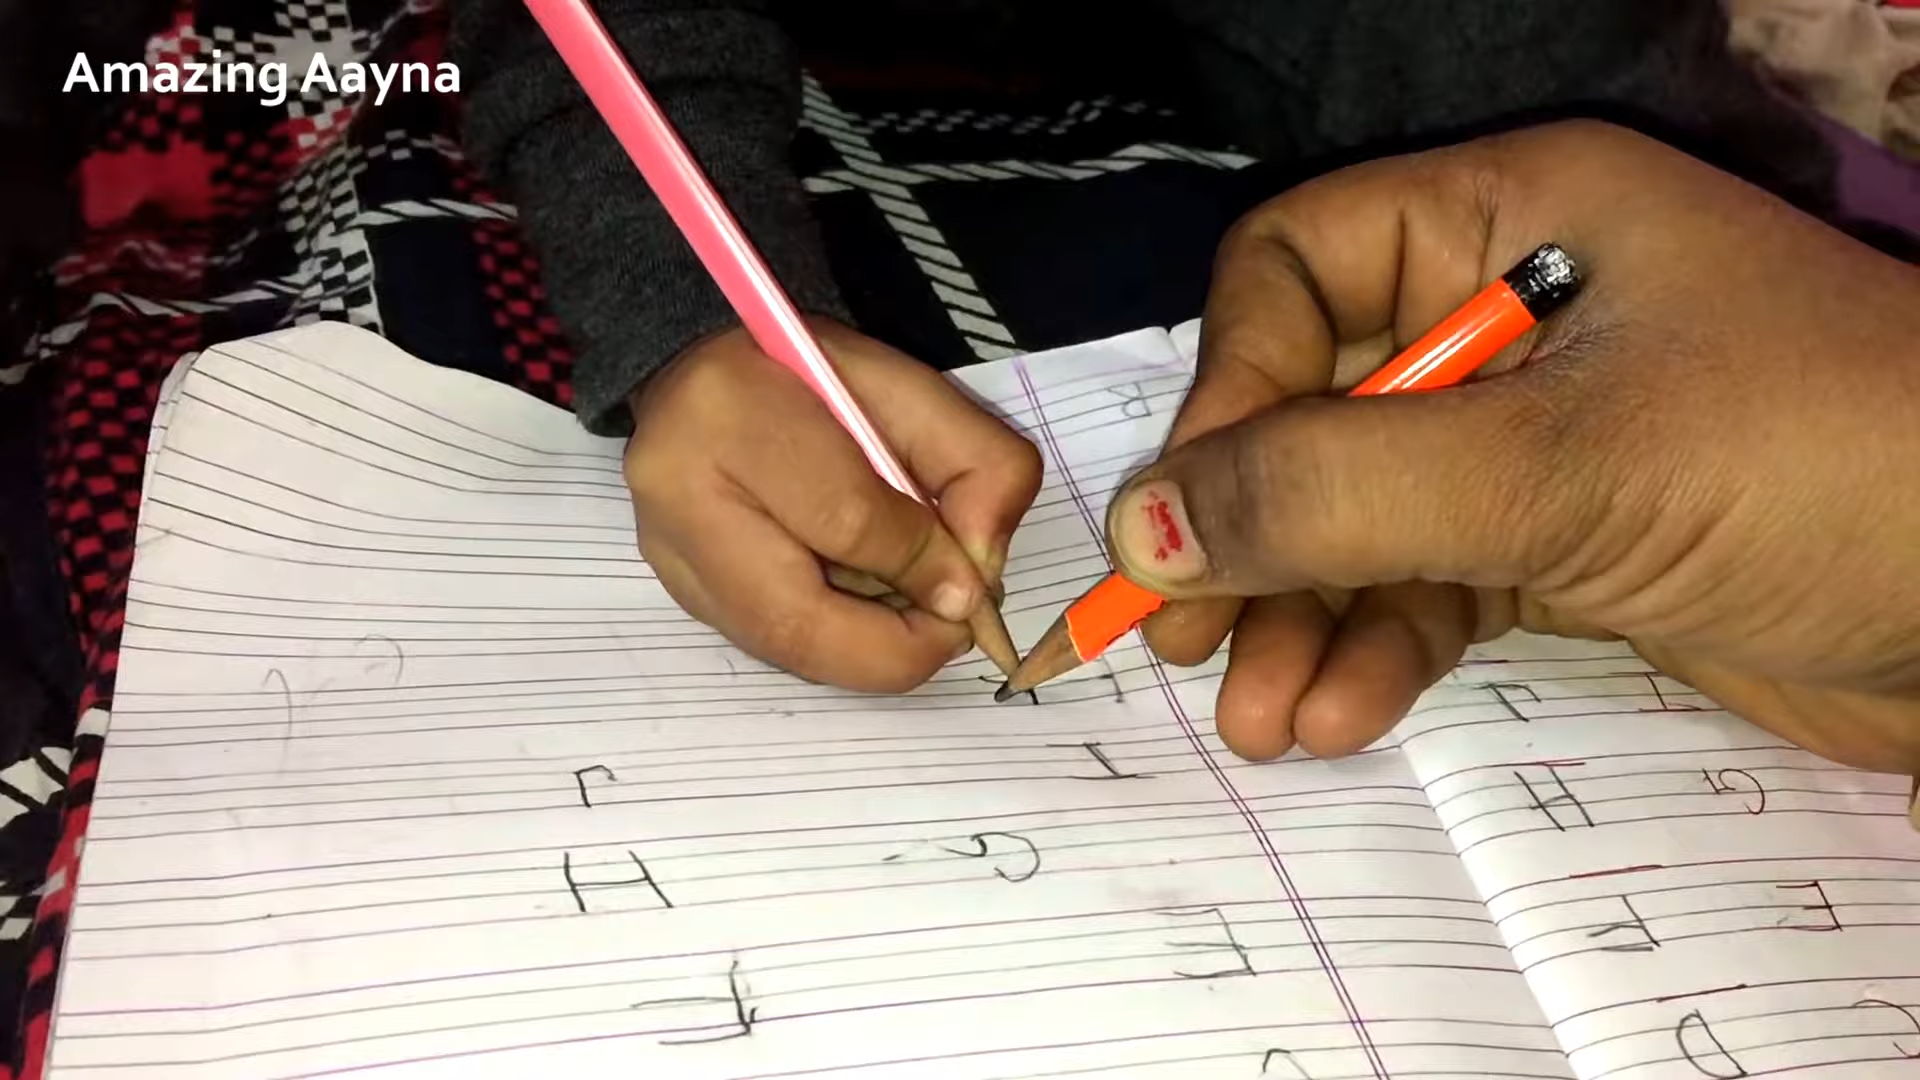 Amazing Aayna
C D
E F
G H
I J
E F
G H
I J
B